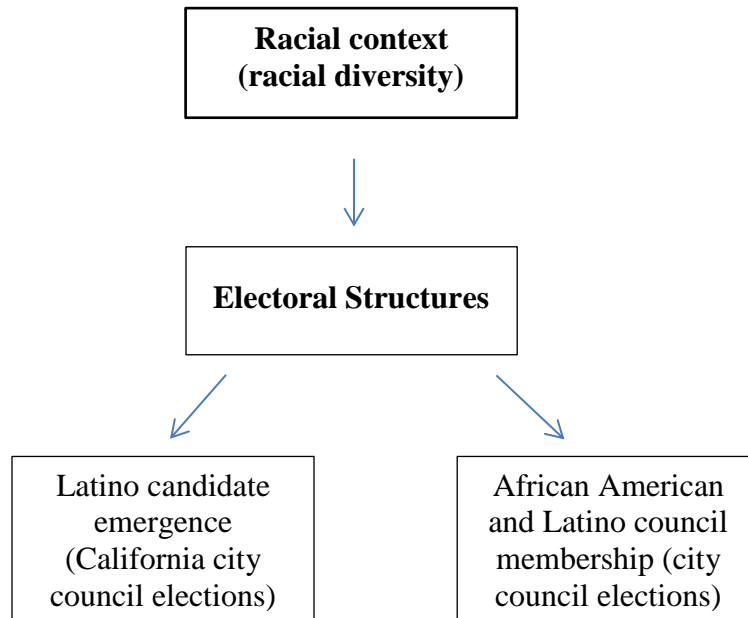 Racial context
(racial diversity)
Electoral Structures
Latino candidate
emergence
(California city
council elections)
African American
and Latino council
membership (city
council elections)